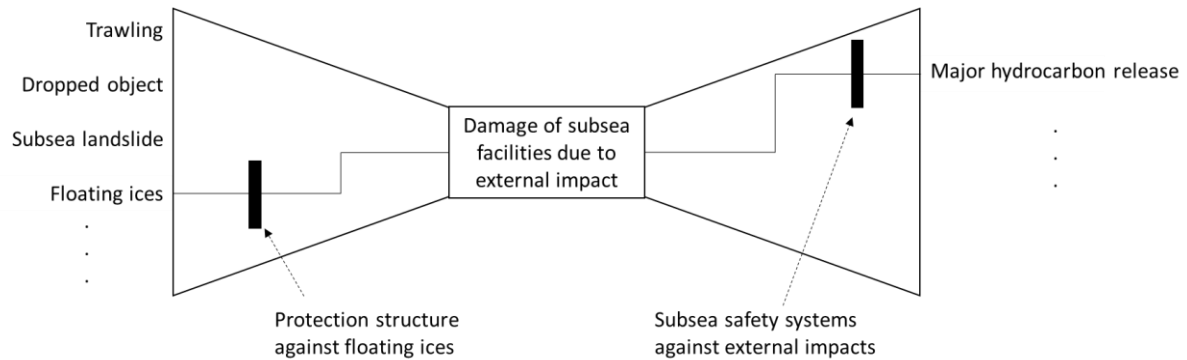 Trawling
Dropped object
Subsea landslide
Floating ices
.
.
.
Damage of subsea
facilities due to
external impact
Major hydrocarbon release
.
.
.
Protection structure
against floating ices
Subsea safety systems
against external impacts